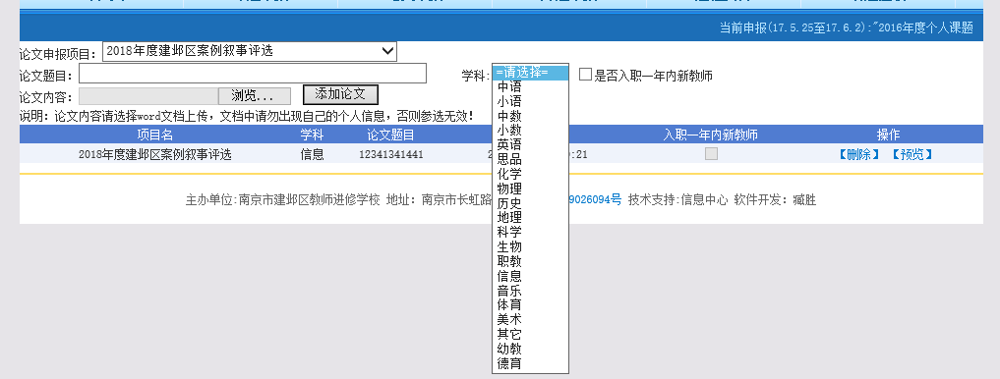 当前申报(17.5.25至17.6.2):"2016年度个人课题
论文申报项目: 2018年度建邺区案例叙事评选
论文题目: 学科: =请选择= 是否入职一年内新教师
论文内容: 浏览... 添加论文
说明: 论文内容请选择word文档上传, 文档中请勿出现自己的个人信息, 否则参选无效!
项目名 学科 论文题目 入职一年内新教师 操作
2018年度建邺区案例叙事评选 信息 12341341441 :21 【删除】 【预览】
主办单位:南京市建邺区教师进修学校 地址: 南京市长虹路 9026094号 技术支持:信息中心 软件开发: 臧胜
中语
小语
中数
小数
英语
思品
化学
物理
历史
地理
科学
生物
职教
信息
音乐
体育
美术
其它
幼教
德育